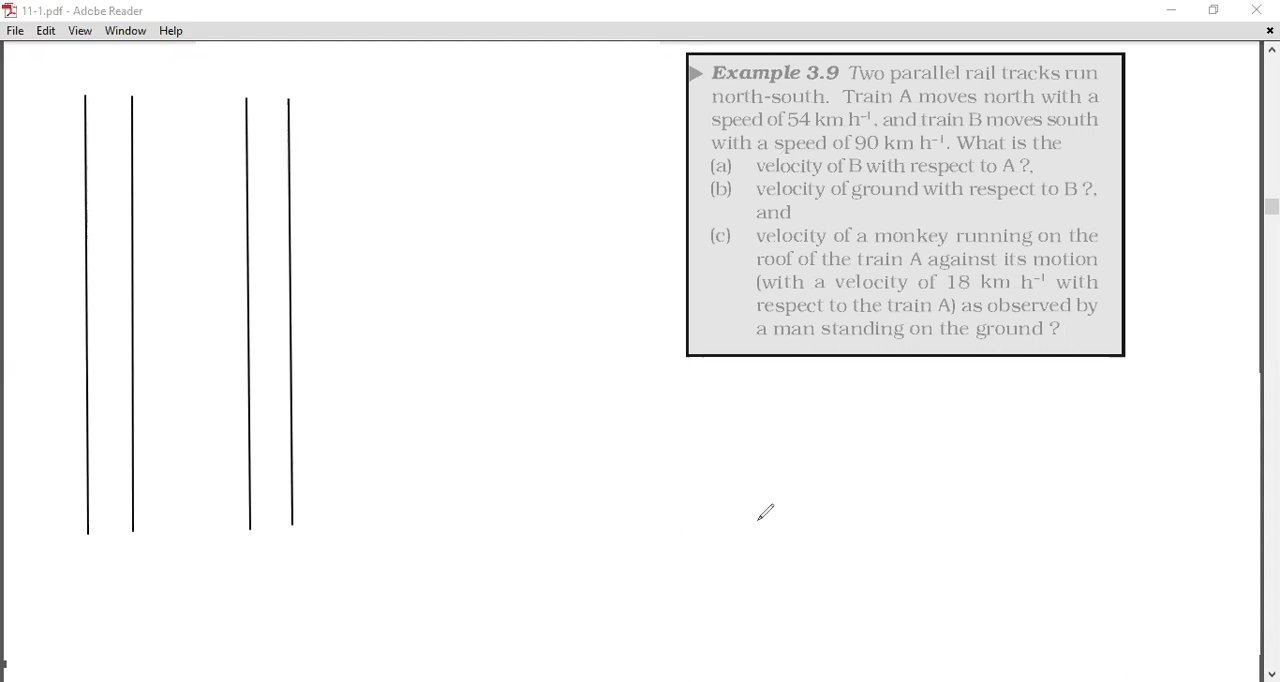 11-1.pdf - Adobe Reader
File Edit View Window Help
Example 3.9 Two parallel rail tracks run
north-south. Train A moves north with a
speed of 54 km h⁻¹, and train B moves south
with a speed of 90 km h⁻¹. What is the
(a) velocity of B with respect to A ?,
(b) velocity of ground with respect to B ?,
and
(c) velocity of a monkey running on the
roof of the train A against its motion
(with a velocity of 18 km h⁻¹ with
respect to the train A) as observed by
a man standing on the ground ?